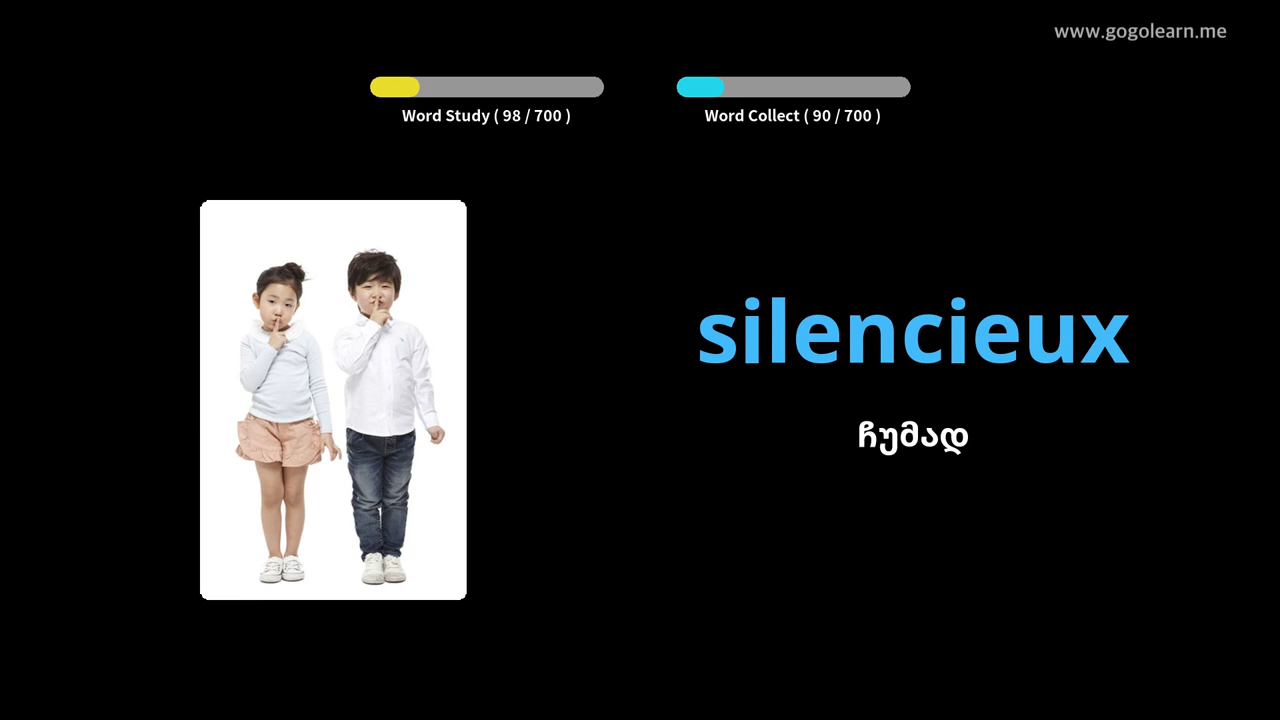 www.gogolearn.me
Word Study ( 98 / 700 )
Word Collect ( 90 / 700 )
silencieux
ჩუმად